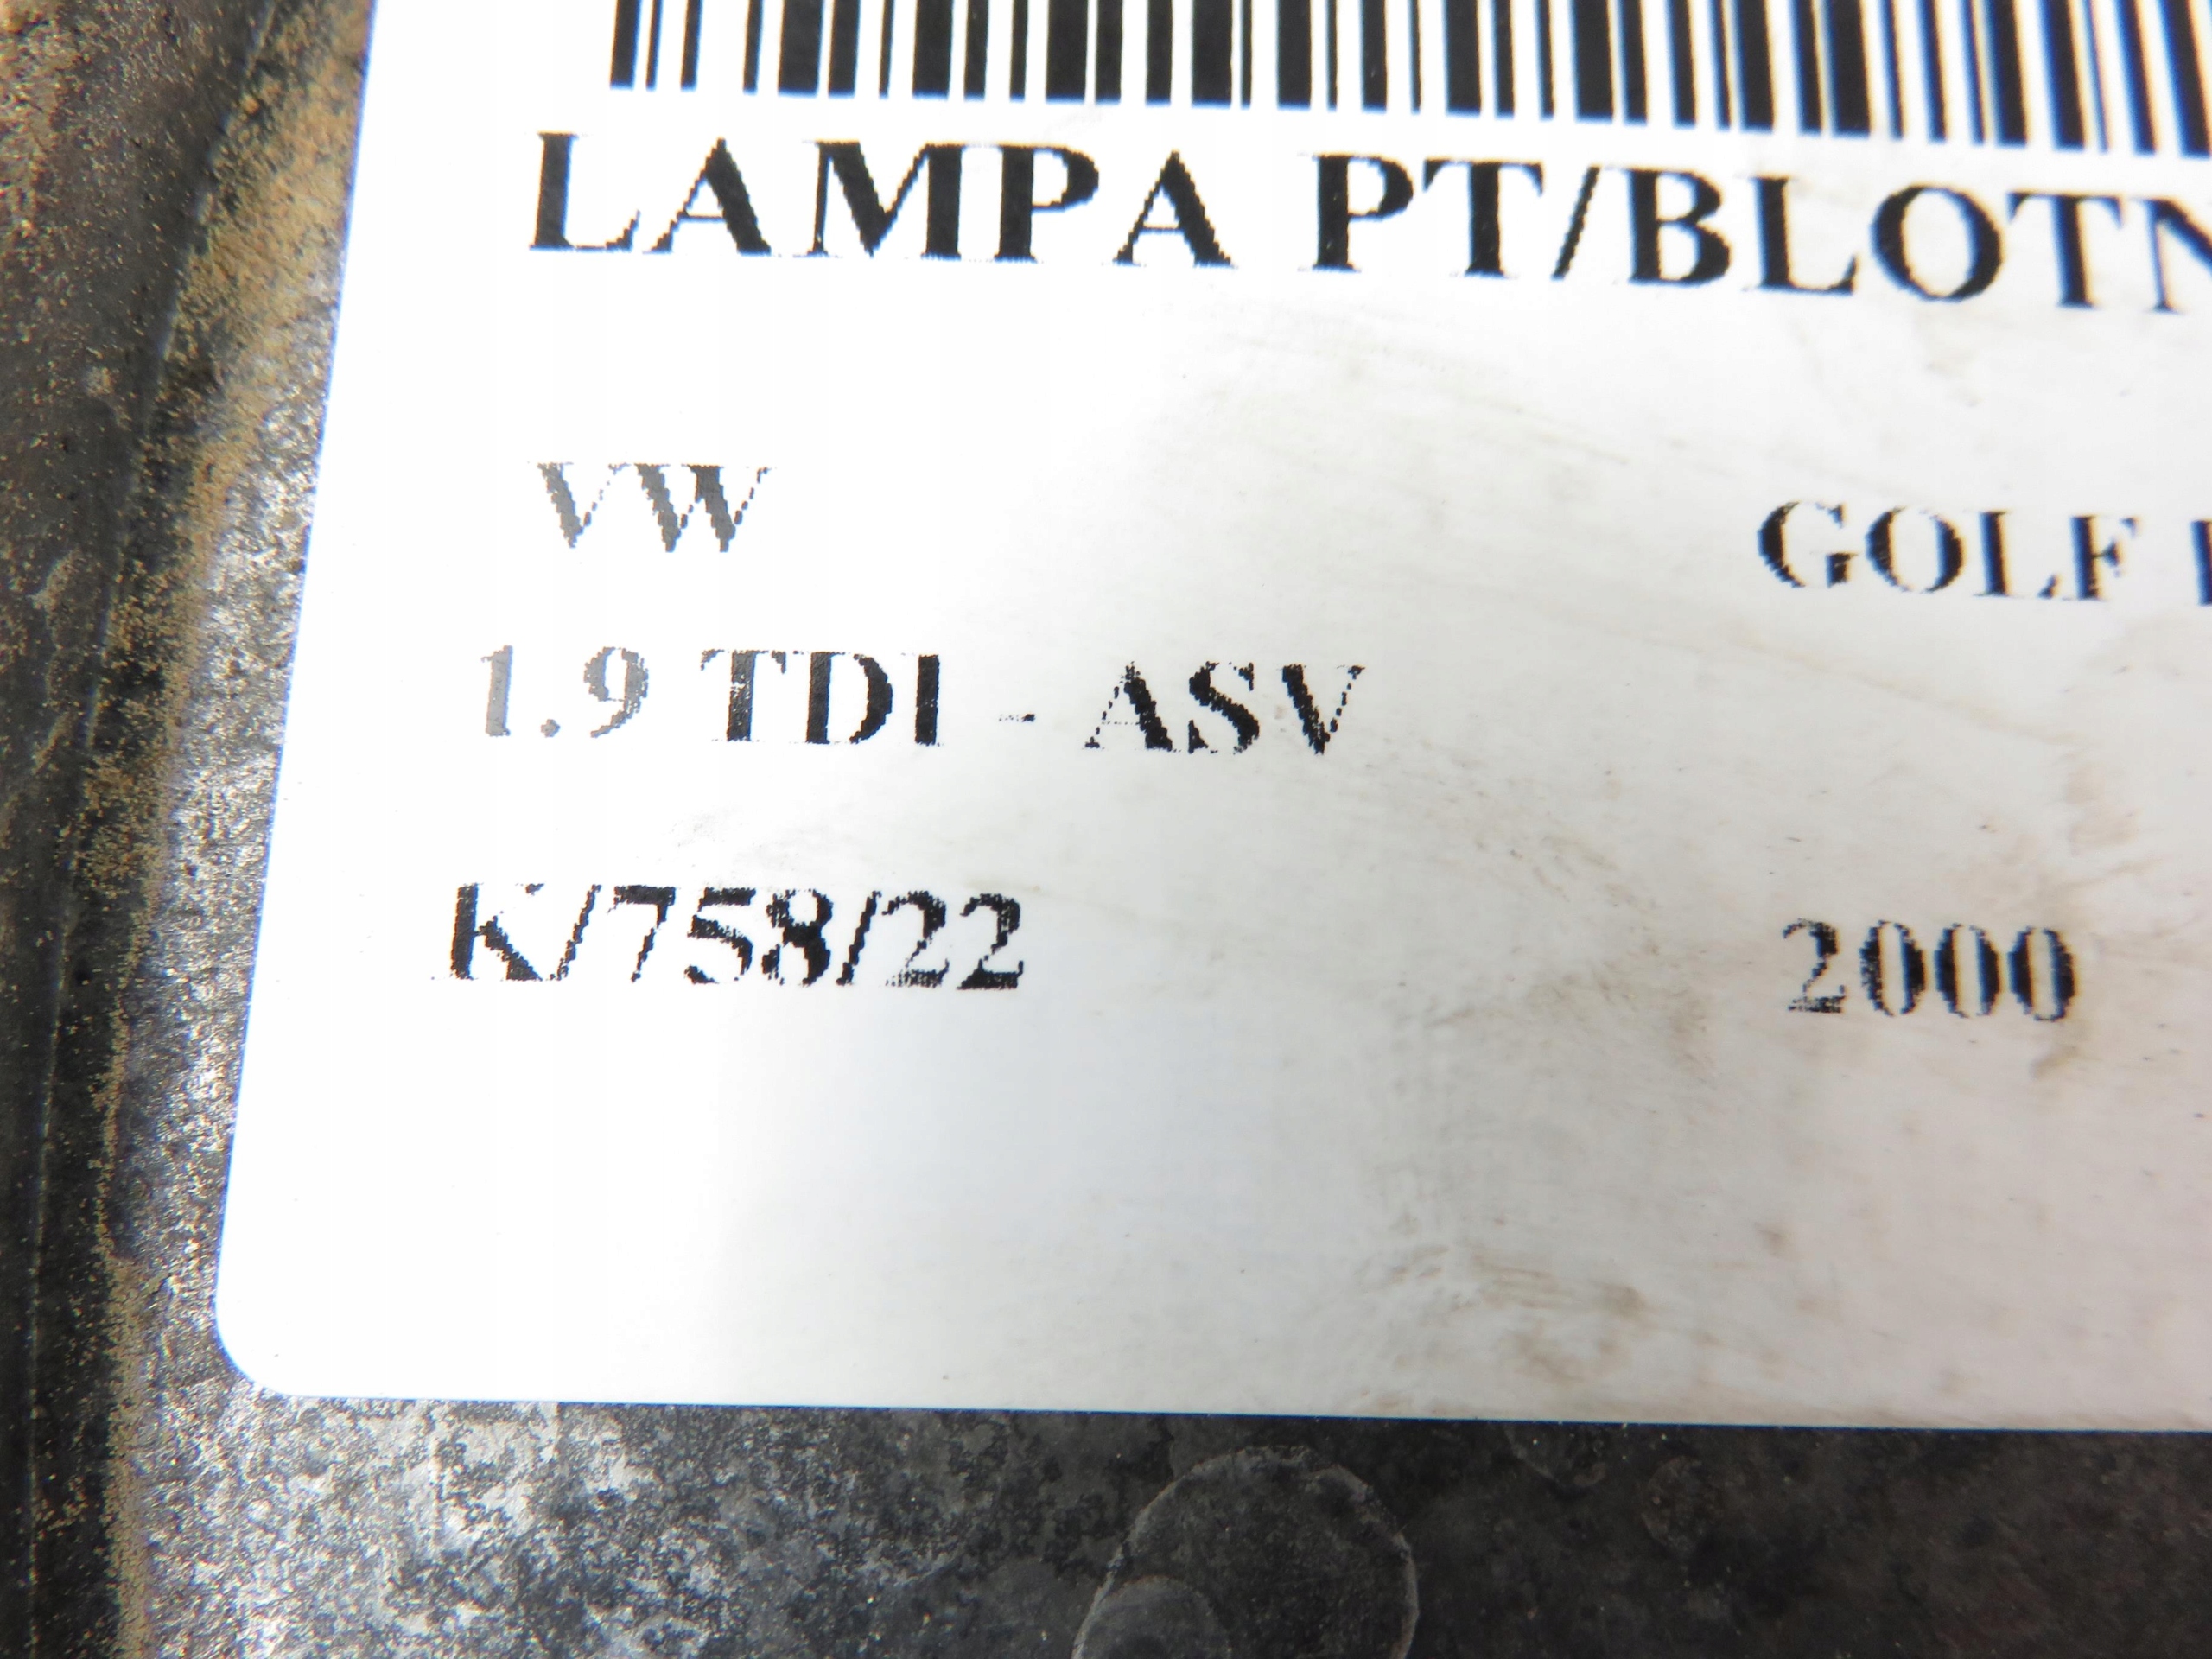 LAMPA PT/BLOTN
VW GOLF
1.9 TDI - ASV
K/758/22 2000